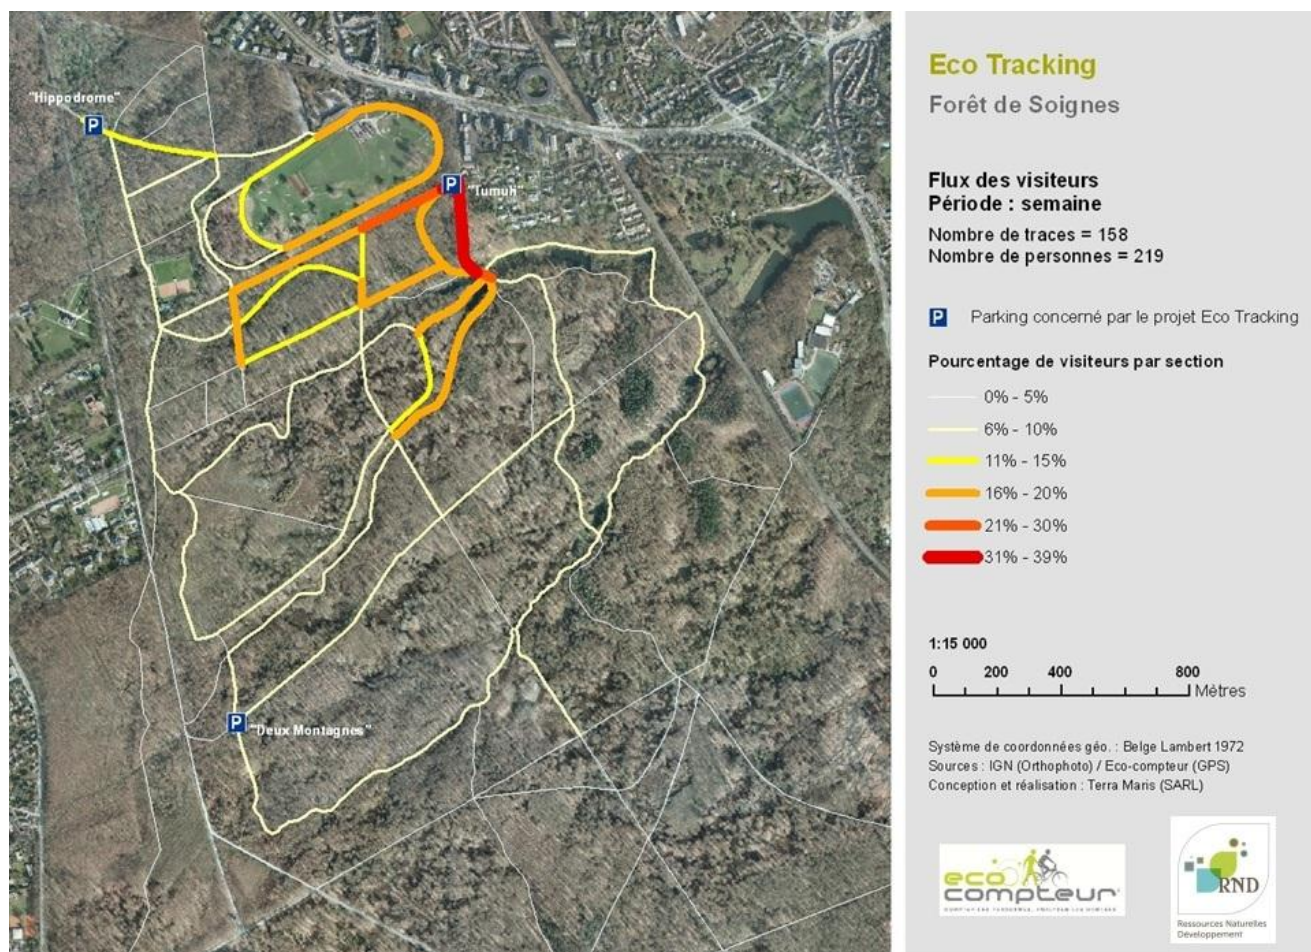 "Hippodrome"
P
P
"Tumuli"
P
"Deux Montagnes"
Eco Tracking
Forêt de Soignes
Flux des visiteurs
Période : semaine
Nombre de traces = 158
Nombre de personnes = 219
P Parking concerné par le projet Eco Tracking
Pourcentage de visiteurs par section
0% - 5%
6% - 10%
11% - 15%
16% - 20%
21% - 30%
31% - 39%
1:15 000
0 200 400 800
Mètres
Système de coordonnées géo. : Belge Lambert 1972
Sources : IGN (Orthophoto) / Eco-compteur (GPS)
Conception et réalisation : Terra Maris (SARL)
eco
compteur
RND
Ressources Naturelles
Développement